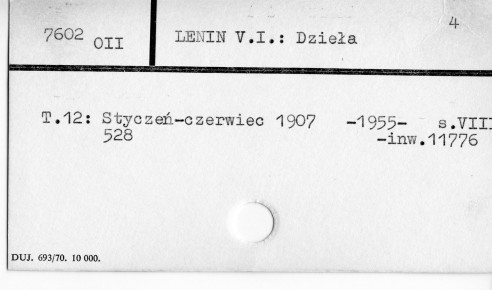 4
7602 OII LENIN V.I.: Dzieła
T.12: Styczeń-czerwiec 1907 -1955- s.VIII
528 -inw.11776
DUJ. 693/70. 10 000.